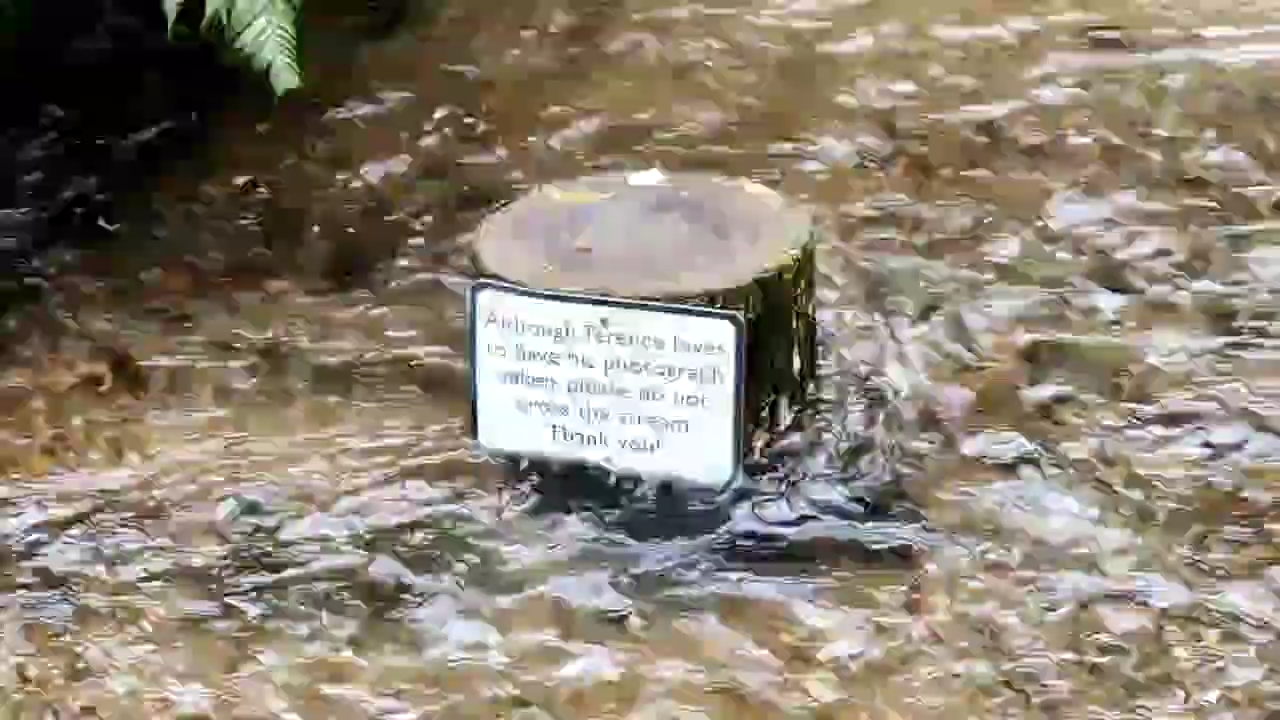 Although Terence loves
to have his photograph
taken please do not
cross the stream
Thank you!